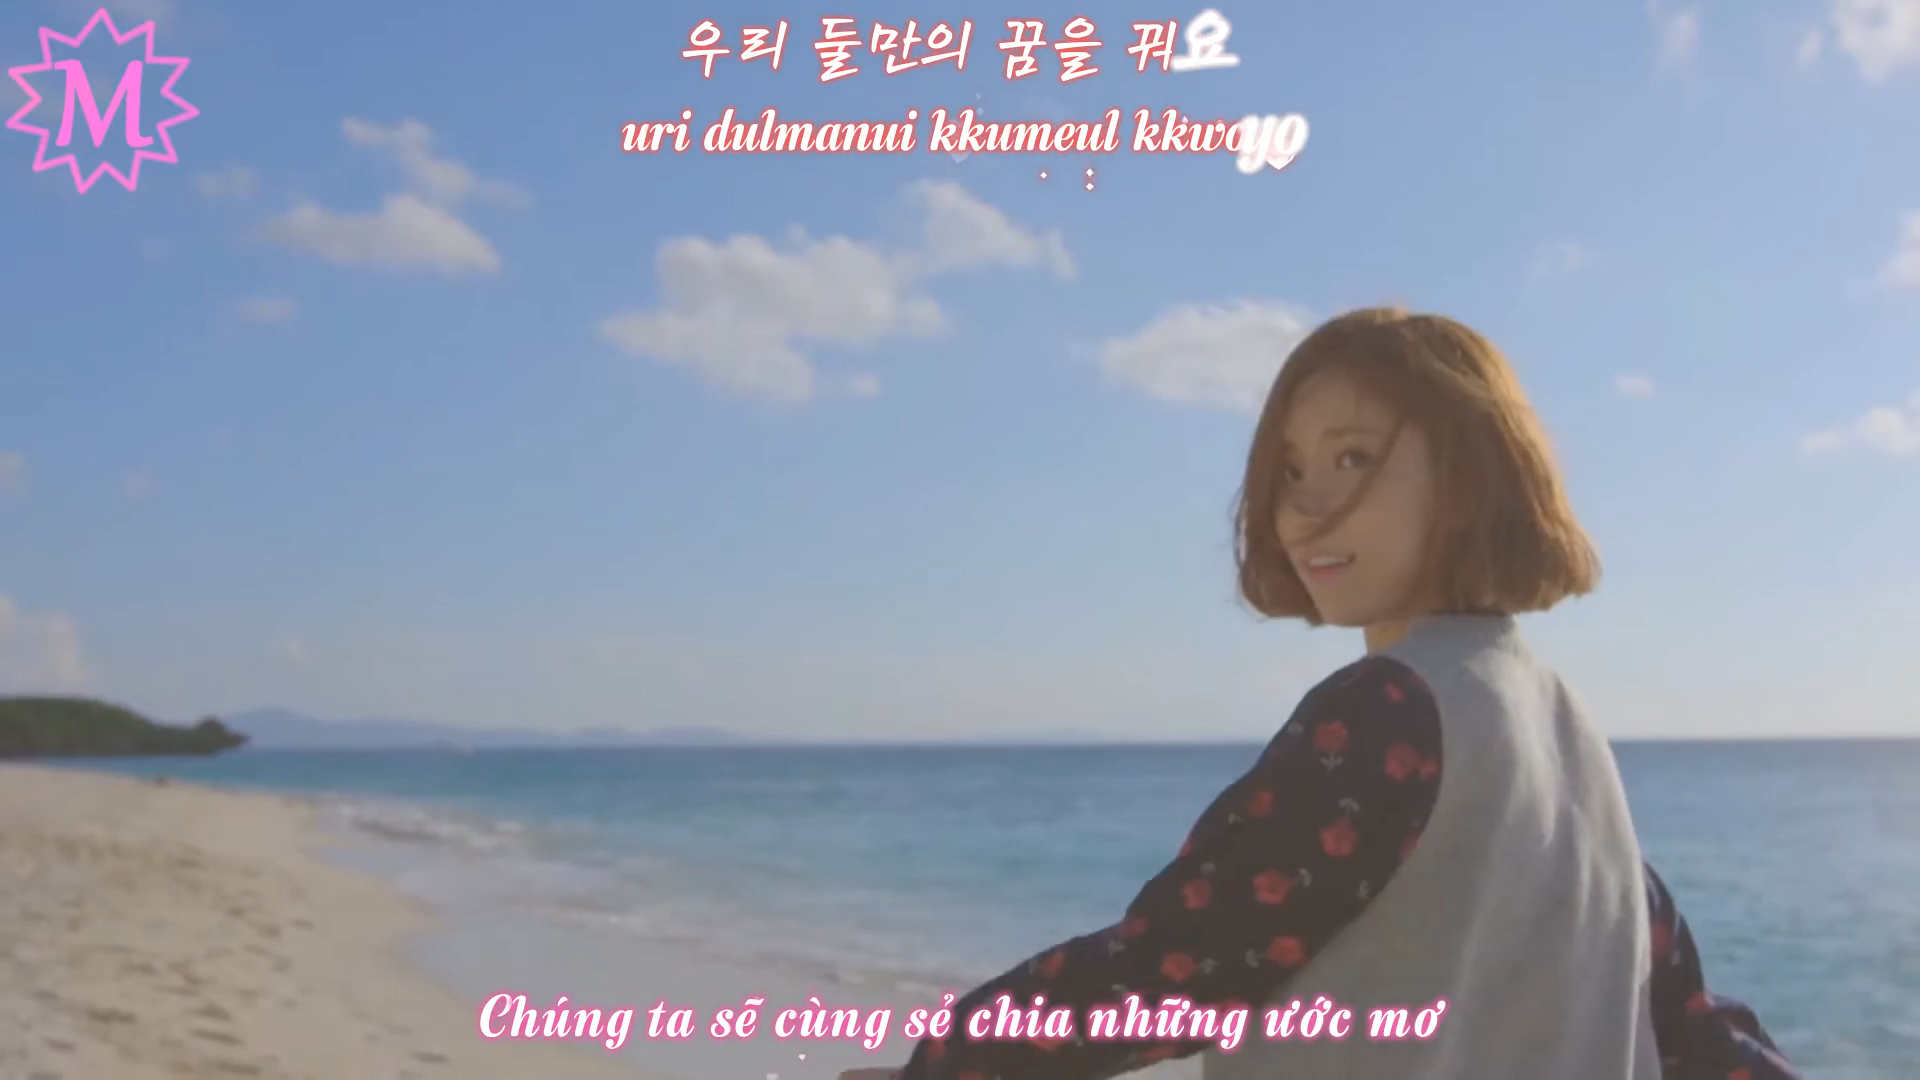 M
우리 둘만의 꿈을 꿔요
uri dulmanui kkumeul kkwoyo
Chúng ta sẽ cùng sẻ chia những ước mơ